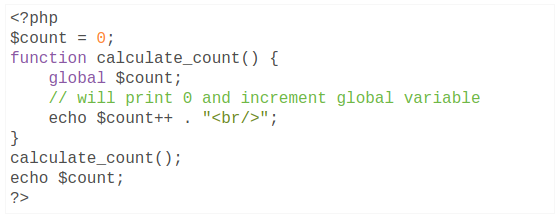 <?php
$count = 0;
function calculate_count() {
    global $count;
    // will print 0 and increment global variable
    echo $count++ . "<br/>";
}
calculate_count();
echo $count;
?>